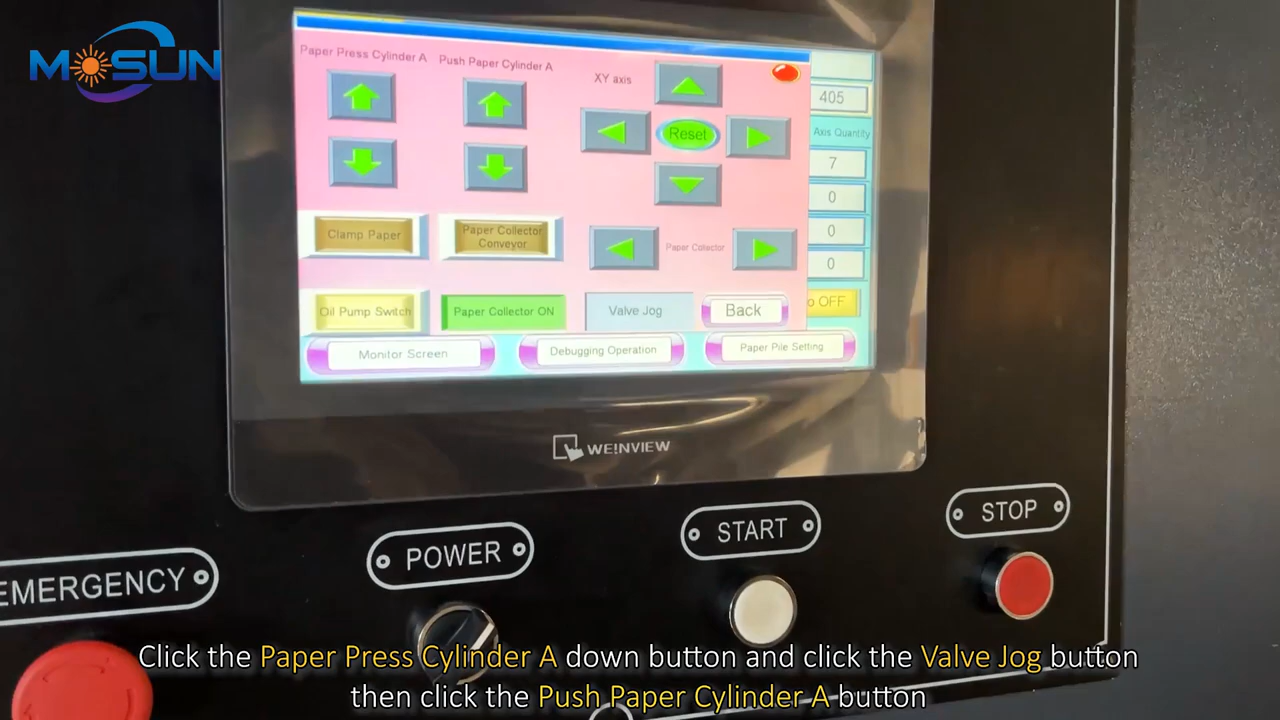 MOSUN
Paper Press Cylinder A
Push Paper Cylinder A
XY axis
405
Axis Quantity
Reset
7
0
Clamp Paper
Paper Collector
Conveyor
Paper Collector
0
0
Oil Pump Switch
Paper Collector ON
Valve Jog
Back
OFF
Monitor Screen
Debugging Operation
Paper Pile Setting
WE!NVIEW
EMERGENCY
POWER
START
STOP
Click the Paper Press Cylinder A down button and click the Valve Jog button
then click the Push Paper Cylinder A button